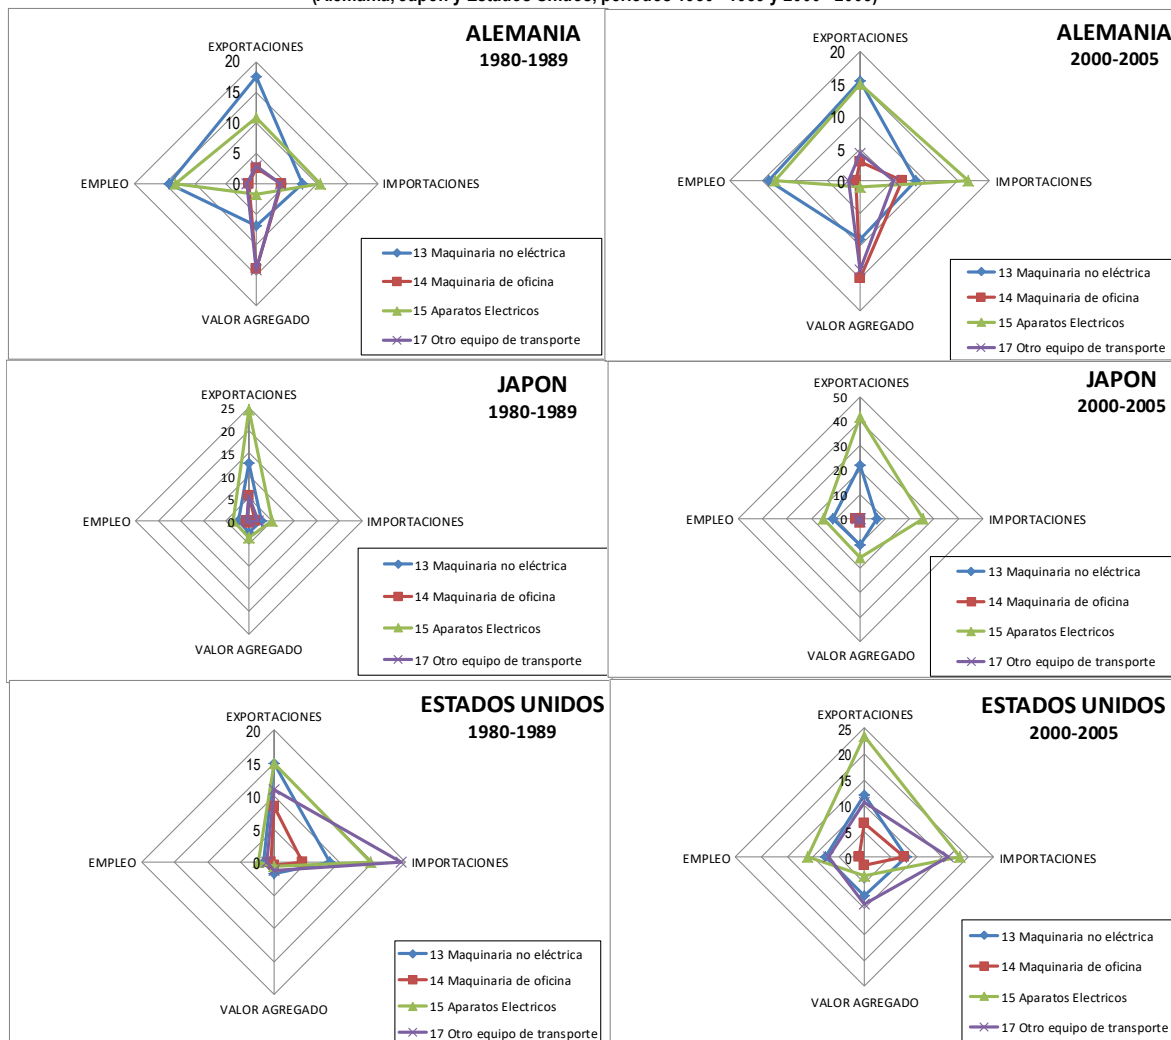 ALEMANIA
1980-1989
EXPORTACIONES
20
15
10
5
0
EMPLEO
IMPORTACIONES
VALOR AGREGADO
13 Maquinaria no eléctrica
14 Maquinaria de oficina
15 Aparatos Electricos
17 Otro equipo de transporte
ALEMANIA
2000-2005
EXPORTACIONES
20
15
10
5
0
EMPLEO
IMPORTACIONES
VALOR AGREGADO
13 Maquinaria no eléctrica
14 Maquinaria de oficina
15 Aparatos Electricos
17 Otro equipo de transporte
JAPON
1980-1989
EXPORTACIONES
25
20
15
10
5
0
EMPLEO
IMPORTACIONES
VALOR AGREGADO
13 Maquinaria no eléctrica
14 Maquinaria de oficina
15 Aparatos Electricos
17 Otro equipo de transporte
JAPON
2000-2005
EXPORTACIONES
50
40
30
20
10
0
EMPLEO
IMPORTACIONES
VALOR AGREGADO
13 Maquinaria no eléctrica
14 Maquinaria de oficina
15 Aparatos Electricos
17 Otro equipo de transporte
ESTADOS UNIDOS
1980-1989
EXPORTACIONES
20
15
10
5
0
EMPLEO
IMPORTACIONES
VALOR AGREGADO
13 Maquinaria no eléctrica
14 Maquinaria de oficina
15 Aparatos Electricos
17 Otro equipo de transporte
ESTADOS UNIDOS
2000-2005
EXPORTACIONES
25
20
15
10
5
0
EMPLEO
IMPORTACIONES
VALOR AGREGADO
13 Maquinaria no eléctrica
14 Maquinaria de oficina
15 Aparatos Electricos
17 Otro equipo de transporte